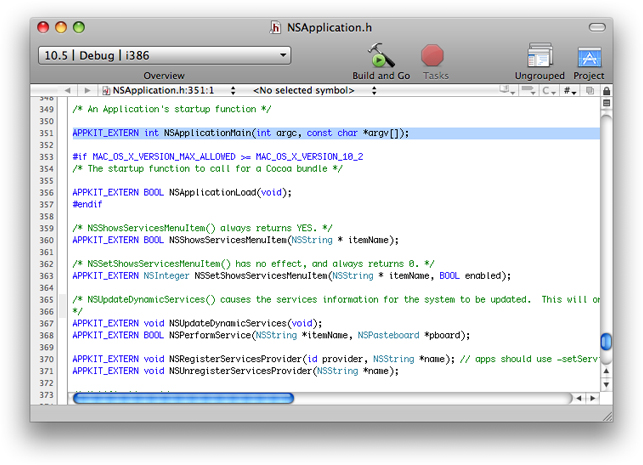 NSApplication.h
10.5 | Debug | i386
Overview
Build and Go
Tasks
Ungrouped
Project
NSApplication.h:351:1
<No selected symbol>
C
#
348
349 /* An Application's startup function */
350
351 APPKIT_EXTERN int NSApplicationMain(int argc, const char *argv[]);
352
353 #if MAC_OS_X_VERSION_MAX_ALLOWED >= MAC_OS_X_VERSION_10_2
354 /* The startup function to call for a Cocoa bundle */
355
356 APPKIT_EXTERN BOOL NSApplicationLoad(void);
357 #endif
358
359 /* NSShowsServicesMenuItem() always returns YES. */
360 APPKIT_EXTERN BOOL NSShowsServicesMenuItem(NSString * itemName);
361
362 /* NSSetShowsServicesMenuItem() has no effect, and always returns 0. */
363 APPKIT_EXTERN NSInteger NSSetShowsServicesMenuItem(NSString * itemName, BOOL enabled);
364
365 /* NSUpdateDynamicServices() causes the services information for the system to be updated.  This will on
366 */
367 APPKIT_EXTERN void NSUpdateDynamicServices(void);
368 APPKIT_EXTERN BOOL NSPerformService(NSString *itemName, NSPasteboard *pboard);
369
370 APPKIT_EXTERN void NSRegisterServicesProvider(id provider, NSString *name); // apps should use -setServi
371 APPKIT_EXTERN void NSUnregisterServicesProvider(NSString *name);
372
373